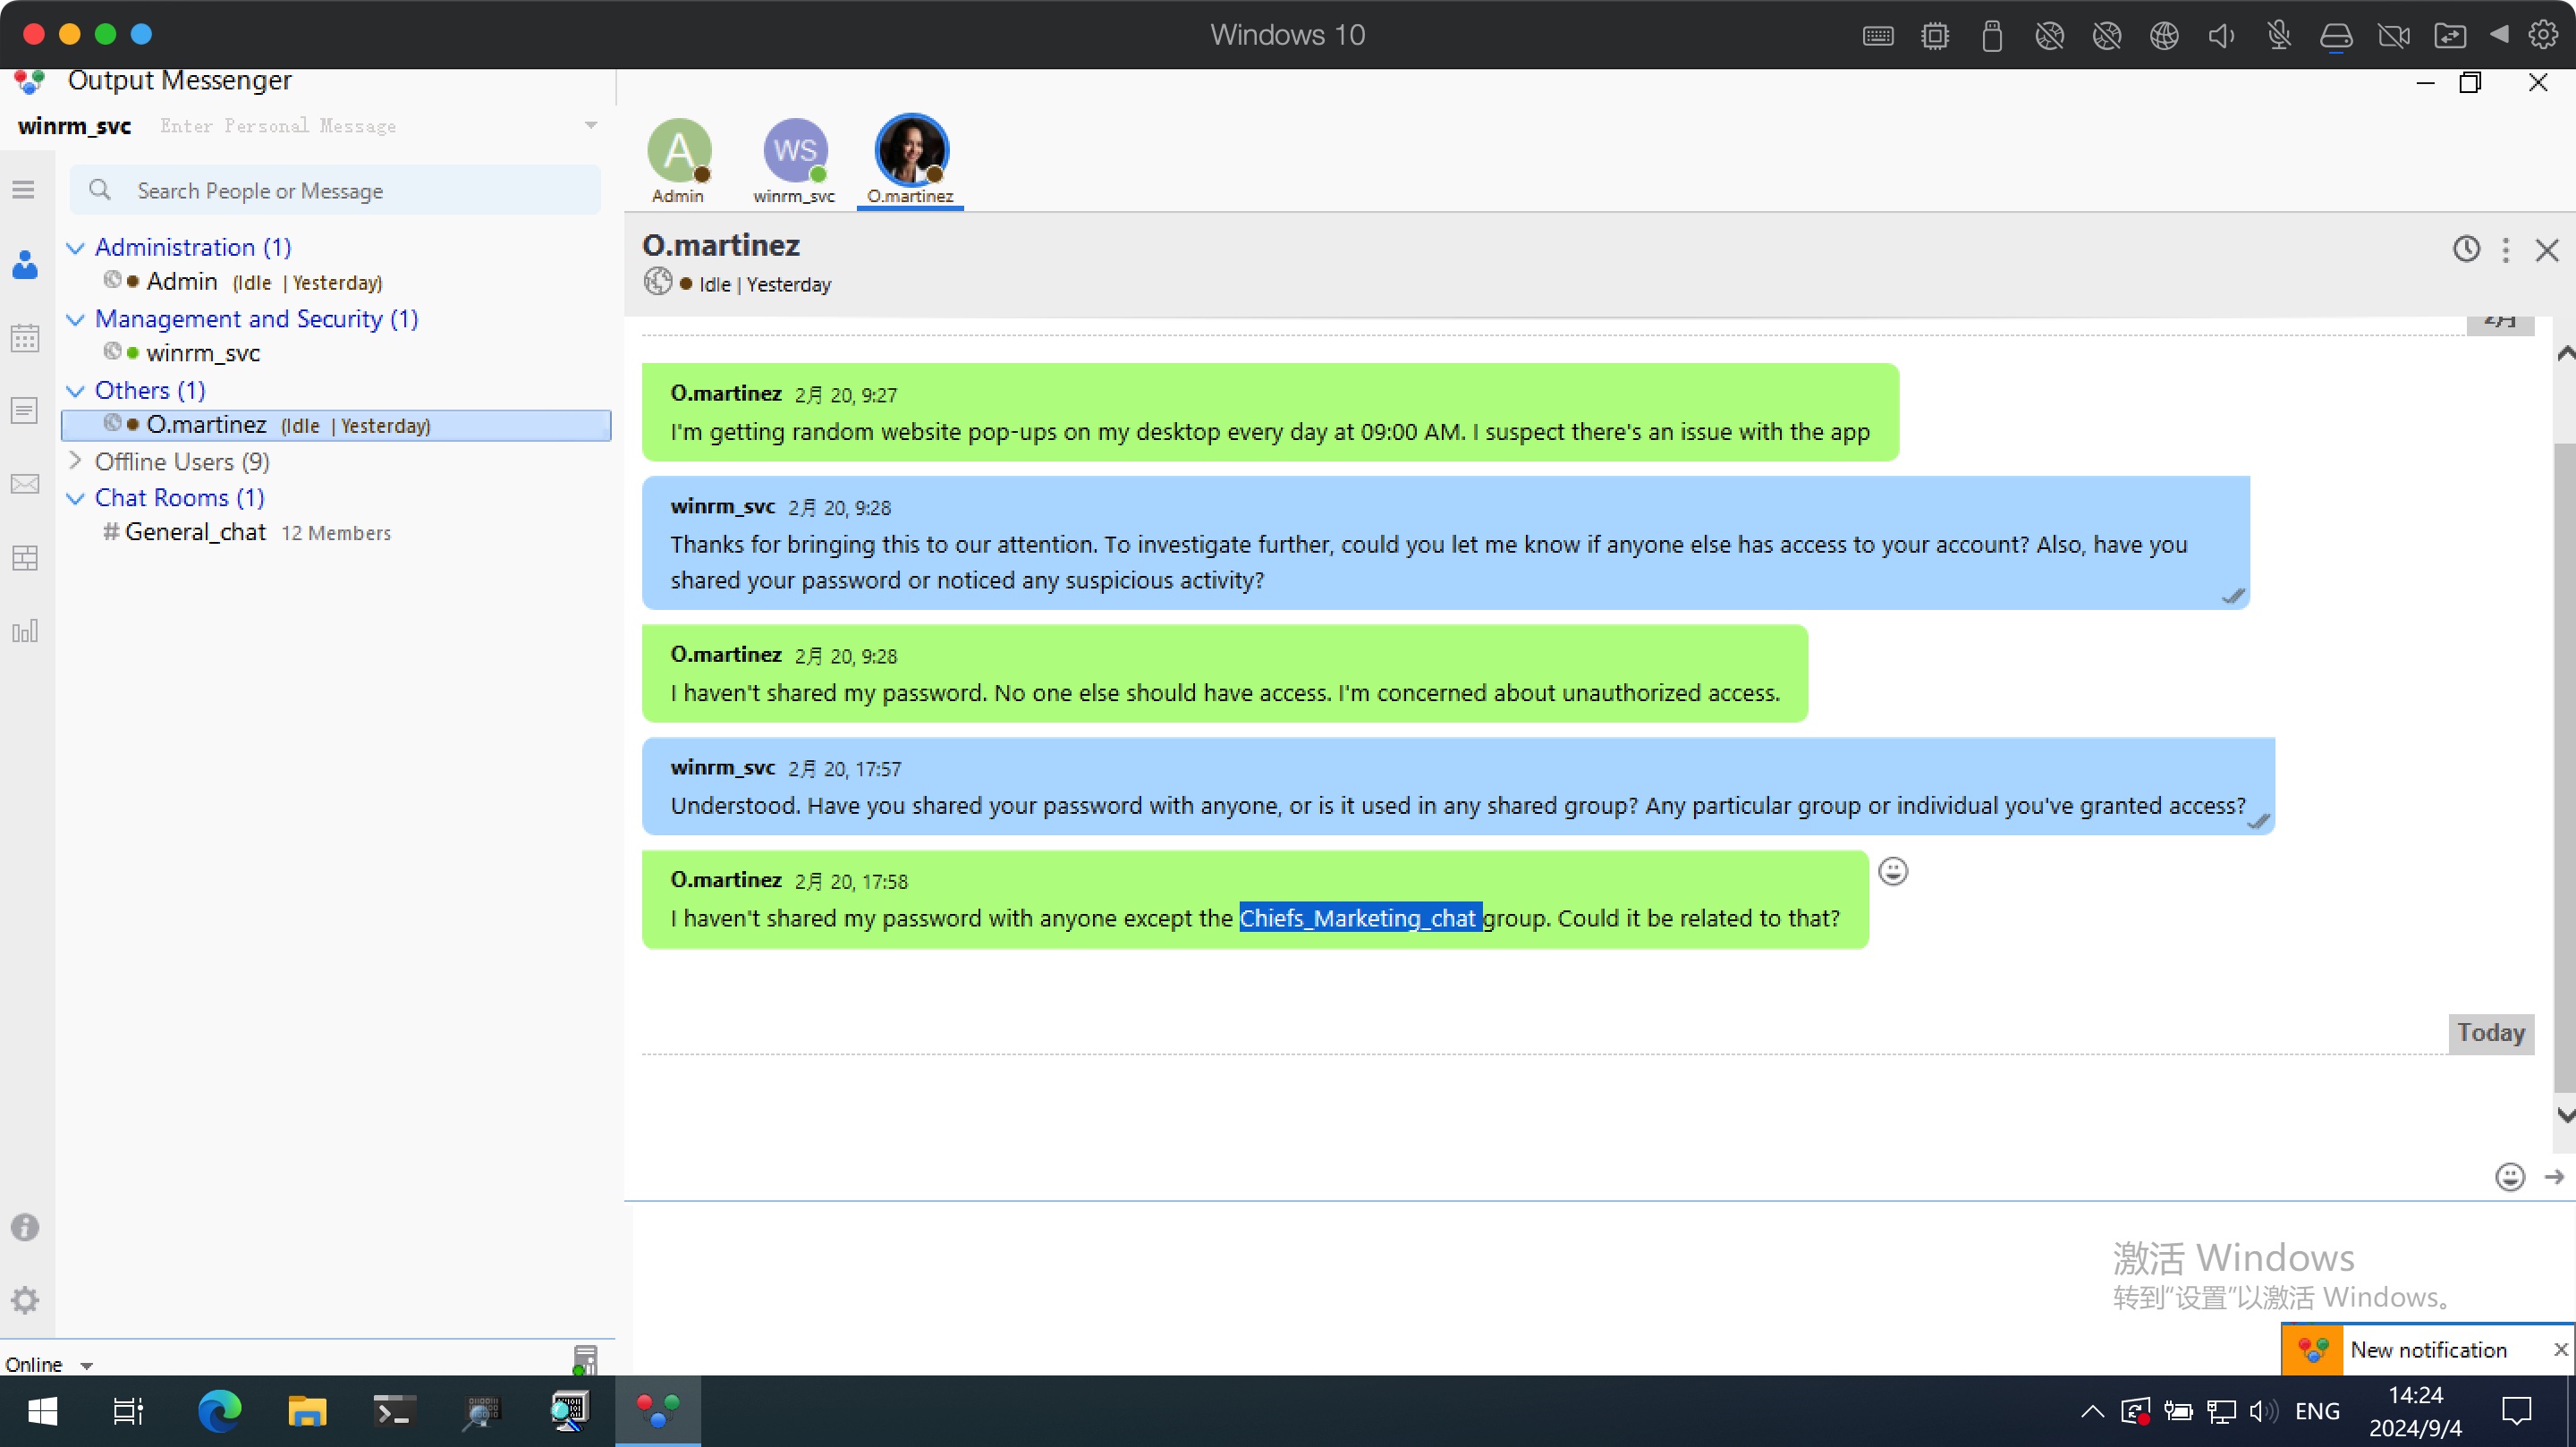 Windows 10
Output Messenger
winrm_svc Enter Personal Message
Search People or Message
Administration (1)
Admin (Idle | Yesterday)
Management and Security (1)
winrm_svc
Others (1)
O.martinez (Idle | Yesterday)
Offline Users (9)
Chat Rooms (1)
# General_chat 12 Members
Online
A
Admin
WS
winrm_svc
O.martinez
O.martinez
Idle | Yesterday
2月
O.martinez 2月 20, 9:27
I'm getting random website pop-ups on my desktop every day at 09:00 AM. I suspect there's an issue with the app
winrm_svc 2月 20, 9:28
Thanks for bringing this to our attention. To investigate further, could you let me know if anyone else has access to your account? Also, have you
shared your password or noticed any suspicious activity?
O.martinez 2月 20, 9:28
I haven't shared my password. No one else should have access. I'm concerned about unauthorized access.
winrm_svc 2月 20, 17:57
Understood. Have you shared your password with anyone, or is it used in any shared group? Any particular group or individual you've granted access?
O.martinez 2月 20, 17:58
I haven't shared my password with anyone except the Chiefs_Marketing_chat group. Could it be related to that?
Today
激活 Windows
转到“设置”以激活 Windows。
New notification
ENG
14:24
2024/9/4